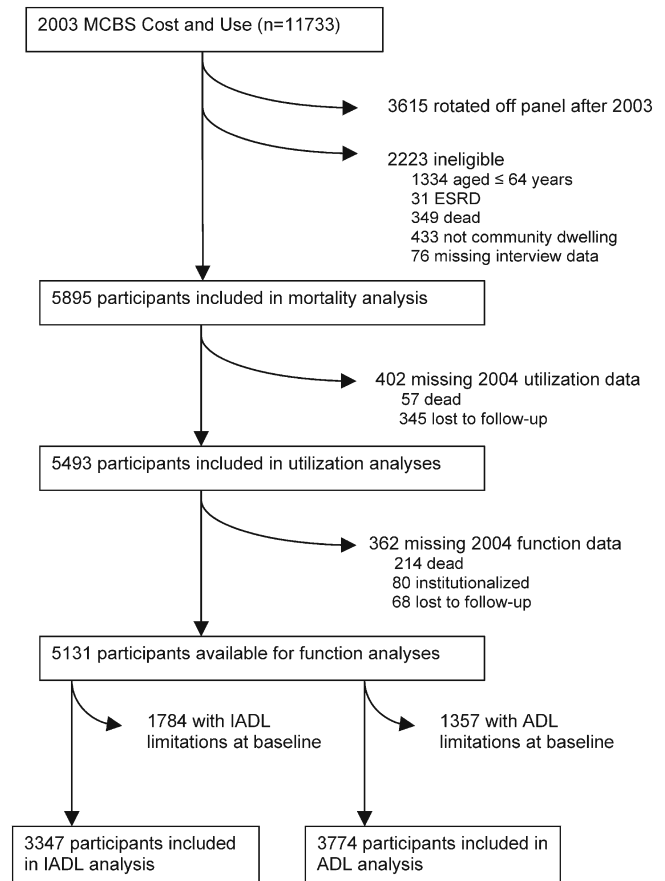 2003 MCBS Cost and Use (n=11733)
3615 rotated off panel after 2003
2223 ineligible
1334 aged ≤ 64 years
31 ESRD
349 dead
433 not community dwelling
76 missing interview data
5895 participants included in mortality analysis
402 missing 2004 utilization data
57 dead
345 lost to follow-up
5493 participants included in utilization analyses
362 missing 2004 function data
214 dead
80 institutionalized
68 lost to follow-up
5131 participants available for function analyses
1784 with IADL
limitations at baseline
1357 with ADL
limitations at baseline
3347 participants included
in IADL analysis
3774 participants included in
ADL analysis